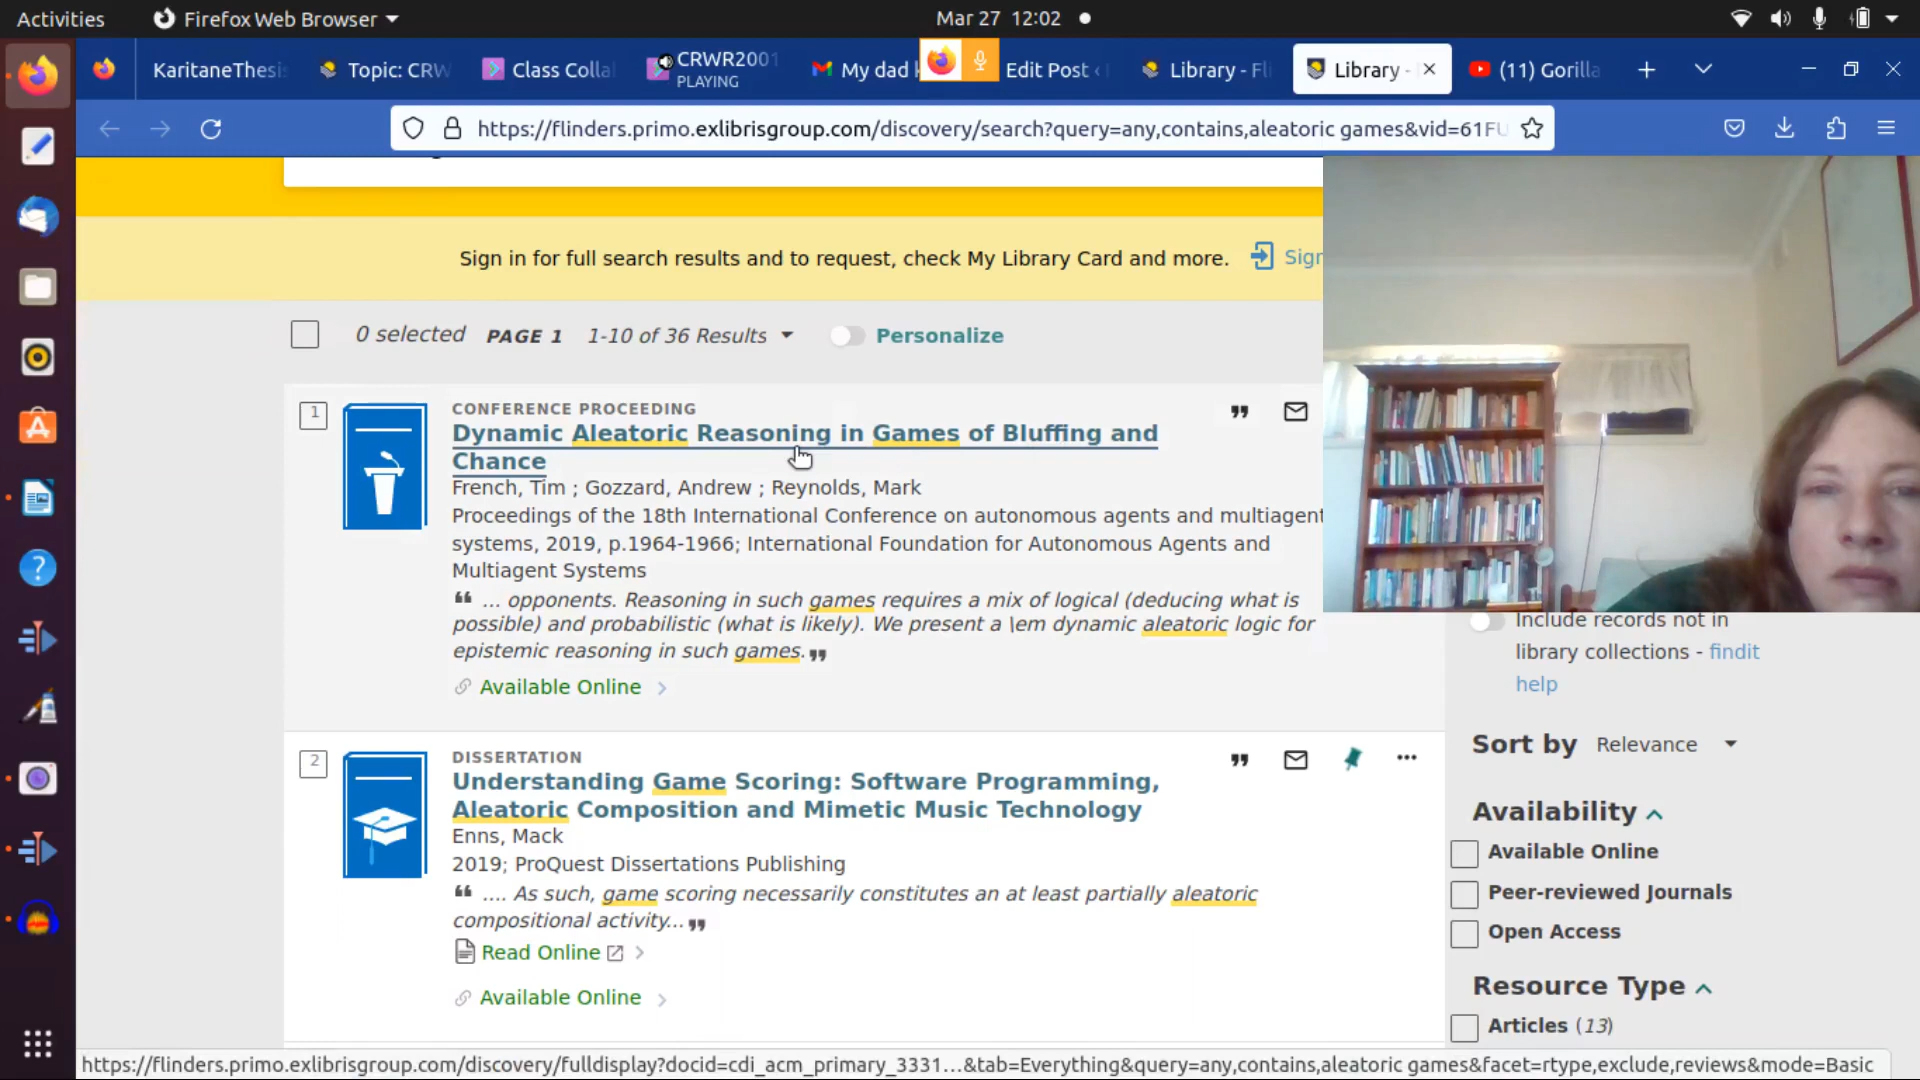 Activities
Firefox Web Browser
Mar 27 12:02
KaritaneThesis
Topic: CRW
Class Colla
CRWR2001
PLAYING
My dad
Edit Post
Library - Fli
Library -
(11) Gorilla
https://flinders.primo.exlibrisgroup.com/discovery/search?query=any,contains,aleatoric games&vid=61FU
Sign in for full search results and to request, check My Library Card and more.
Sign
0 selected PAGE 1 1-10 of 36 Results
Personalize
1
CONFERENCE PROCEEDING
Dynamic Aleatoric Reasoning in Games of Bluffing and
Chance
French, Tim ; Gozzard, Andrew ; Reynolds, Mark
Proceedings of the 18th International Conference on autonomous agents and multiagent
systems, 2019, p.1964-1966; International Foundation for Autonomous Agents and
Multiagent Systems
❝ ... opponents. Reasoning in such games requires a mix of logical (deducing what is
possible) and probabilistic (what is likely). We present a \em dynamic aleatoric logic for
epistemic reasoning in such games. ❞
Available Online
2
DISSERTATION
Understanding Game Scoring: Software Programming,
Aleatoric Composition and Mimetic Music Technology
Enns, Mack
2019; ProQuest Dissertations Publishing
❝ .... As such, game scoring necessarily constitutes an at least partially aleatoric
compositional activity... ❞
Read Online
Available Online
Include records not in
library collections - findit
help
Sort by Relevance
Availability
Available Online
Peer-reviewed Journals
Open Access
Resource Type
Articles (13)
https://flinders.primo.exlibrisgroup.com/discovery/fulldisplay?docid=cdi_acm_primary_3331...&tab=Everything&query=any,contains,aleatoric games&facet=rtype,exclude,reviews&mode=Basic